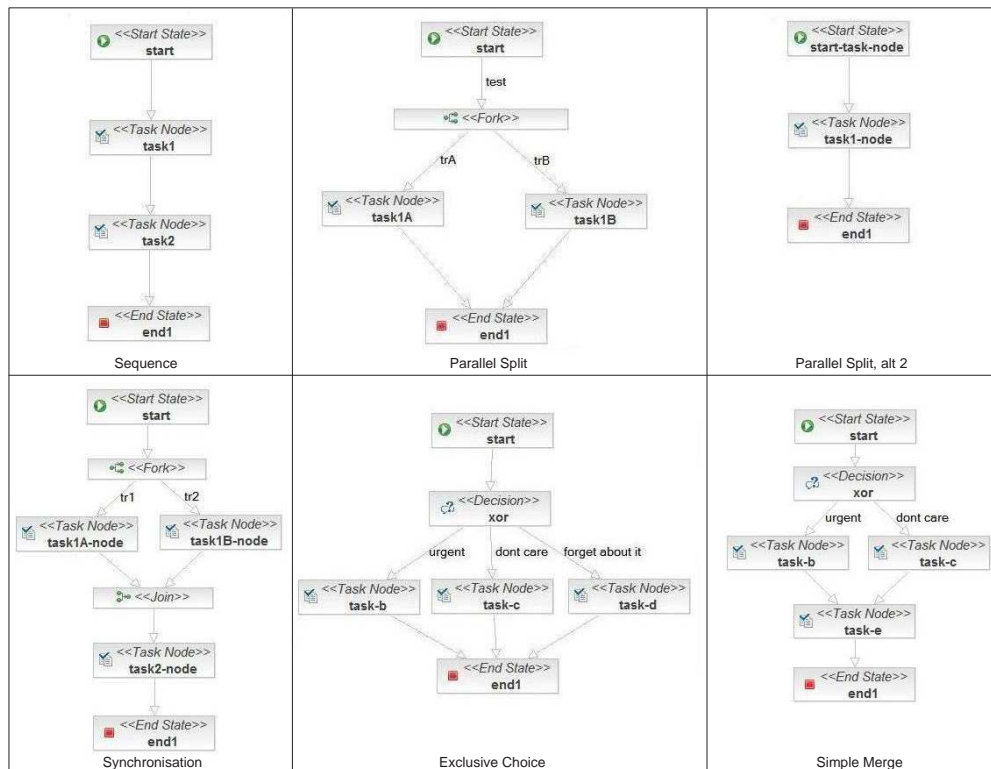 <<Start State>>
start
<<Task Node>>
task1
<<Task Node>>
task2
<<End State>>
end1
Sequence
<<Start State>>
start
test
<<Fork>>
trA
trB
<<Task Node>>
task1A
<<Task Node>>
task1B
<<End State>>
end1
Parallel Split
<<Start State>>
start-task-node
<<Task Node>>
task1-node
<<End State>>
end1
Parallel Split, alt 2
<<Start State>>
start
<<Fork>>
tr1
tr2
<<Task Node>>
task1A-node
<<Task Node>>
task1B-node
<<Join>>
<<Task Node>>
task2-node
<<End State>>
end1
Synchronisation
<<Start State>>
start
<<Decision>>
xor
urgent
dont care
forget about it
<<Task Node>>
task-b
<<Task Node>>
task-c
<<Task Node>>
task-d
<<End State>>
end1
Exclusive Choice
<<Start State>>
start
<<Decision>>
xor
urgent
dont care
<<Task Node>>
task-b
<<Task Node>>
task-c
<<Task Node>>
task-e
<<End State>>
end1
Simple Merge